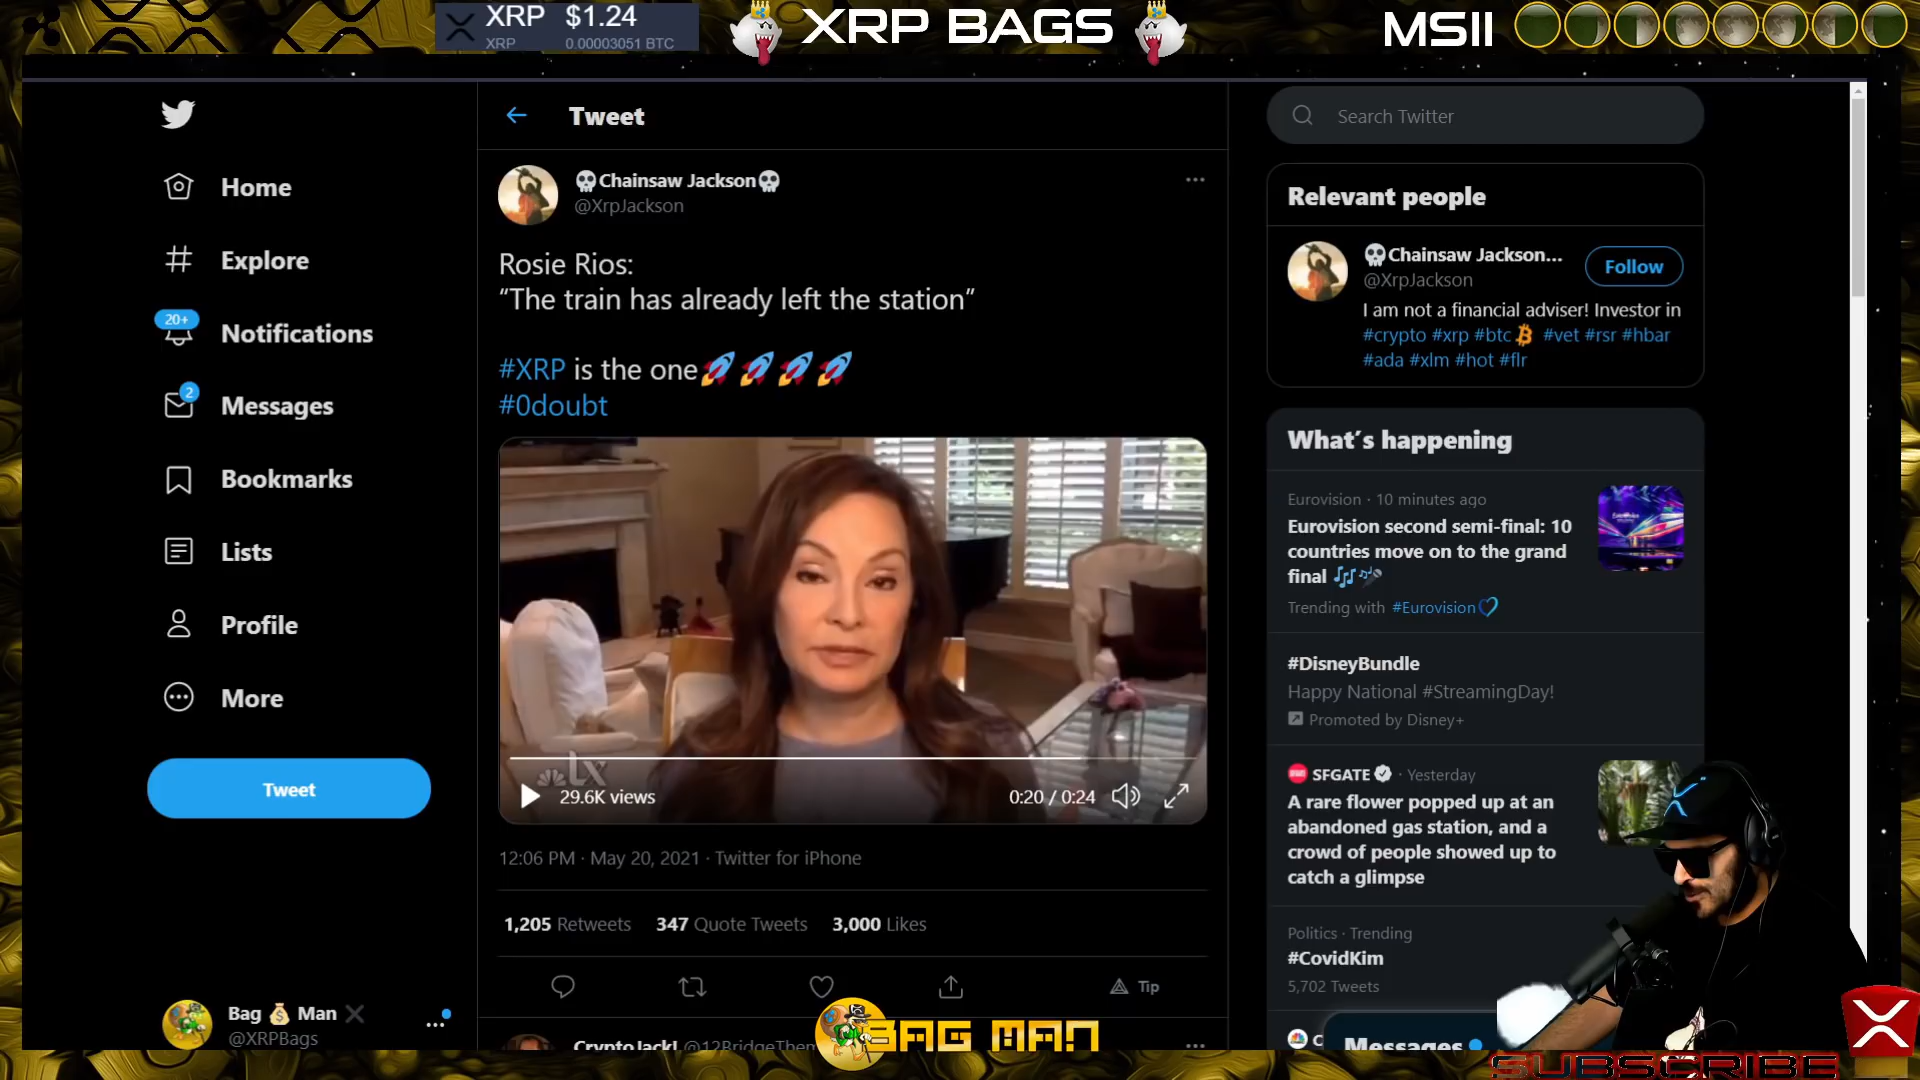 XRP $1.24
XRP 0.00003051 BTC
XRP BAGS
MSII
Tweet
Search Twitter
Home
Explore
20+
Notifications
2
Messages
Bookmarks
Lists
Profile
More
Tweet
Bag 💰 Man
@XRPBags
💀Chainsaw Jackson💀
@XrpJackson
Rosie Rios:
“The train has already left the station”
#XRP is the one🚀🚀🚀🚀
#0doubt
LX
29.6K views
0:20 / 0:24
12:06 PM · May 20, 2021 · Twitter for iPhone
1,205 Retweets 347 Quote Tweets 3,000 Likes
Tip
CryptoJack!
BAG MAN
Relevant people
💀Chainsaw Jackson...
@XrpJackson
Follow
I am not a financial adviser! Investor in
#crypto #xrp #btc #vet #rsr #hbar
#ada #xlm #hot #flr
What's happening
Eurovision · 10 minutes ago
Eurovision second semi-final: 10
countries move on to the grand
final 🎶🎤
Trending with #Eurovision
#DisneyBundle
Happy National #StreamingDay!
Promoted by Disney+
SFGATE · Yesterday
A rare flower popped up at an
abandoned gas station, and a
crowd of people showed up to
catch a glimpse
Politics · Trending
#CovidKim
5,702 Tweets
Messages
SUBSCRIBE